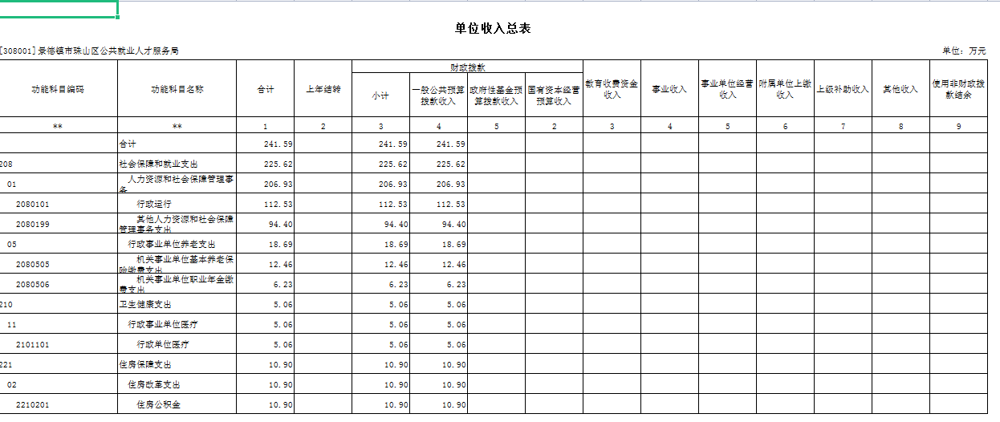 单位收入总表
[308001]景德镇市珠山区公共就业人才服务局 单位：万元
功能科目编码 功能科目名称 合计 上年结转 财政拨款 教育收费资金收入 事业收入 事业单位经营收入 附属单位上缴收入 上级补助收入 其他收入 使用非财政拨款结余
小计 一般公共预算拨款收入 政府性基金预算拨款收入 国有资本经营预算收入
** ** 1 2 3 4 5 2 3 4 5 6 7 8 9
合计 241.59 241.59 241.59
208 社会保障和就业支出 225.62 225.62 225.62
01 人力资源和社会保障管理事务 206.93 206.93 206.93
2080101 行政运行 112.53 112.53 112.53
2080199 其他人力资源和社会保障管理事务支出 94.40 94.40 94.40
05 行政事业单位养老支出 18.69 18.69 18.69
2080505 机关事业单位基本养老保险缴费支出 12.46 12.46 12.46
2080506 机关事业单位职业年金缴费支出 6.23 6.23 6.23
210 卫生健康支出 5.06 5.06 5.06
11 行政事业单位医疗 5.06 5.06 5.06
2101101 行政单位医疗 5.06 5.06 5.06
221 住房保障支出 10.90 10.90 10.90
02 住房改革支出 10.90 10.90 10.90
2210201 住房公积金 10.90 10.90 10.90